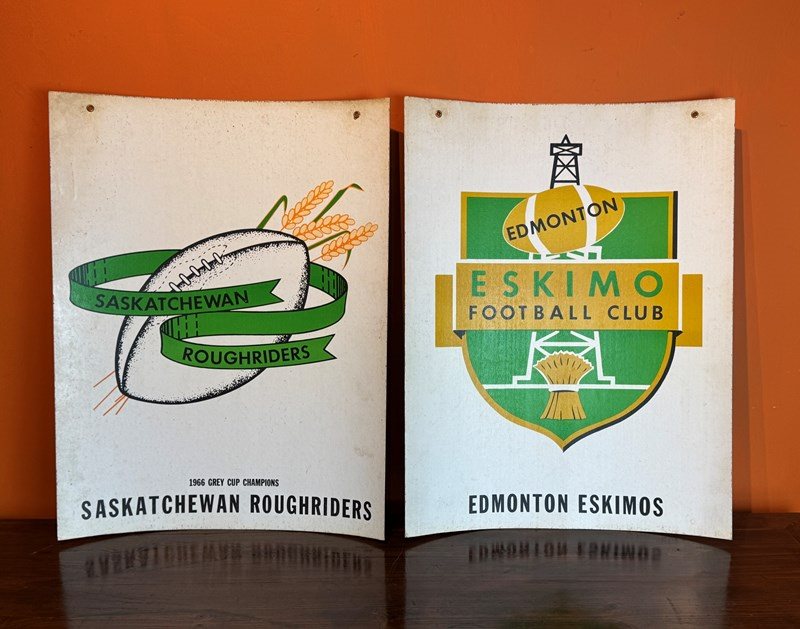 SASKATCHEWAN
ROUGHRIDERS
1966 GREY CUP CHAMPIONS
SASKATCHEWAN ROUGHRIDERS
EDMONTON
ESKIMO
FOOTBALL CLUB
EDMONTON ESKIMOS